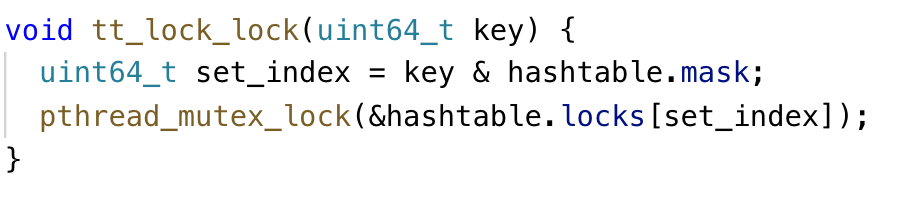 void tt_lock_lock(uint64_t key) {
  uint64_t set_index = key & hashtable.mask;
  pthread_mutex_lock(&hashtable.locks[set_index]);
}